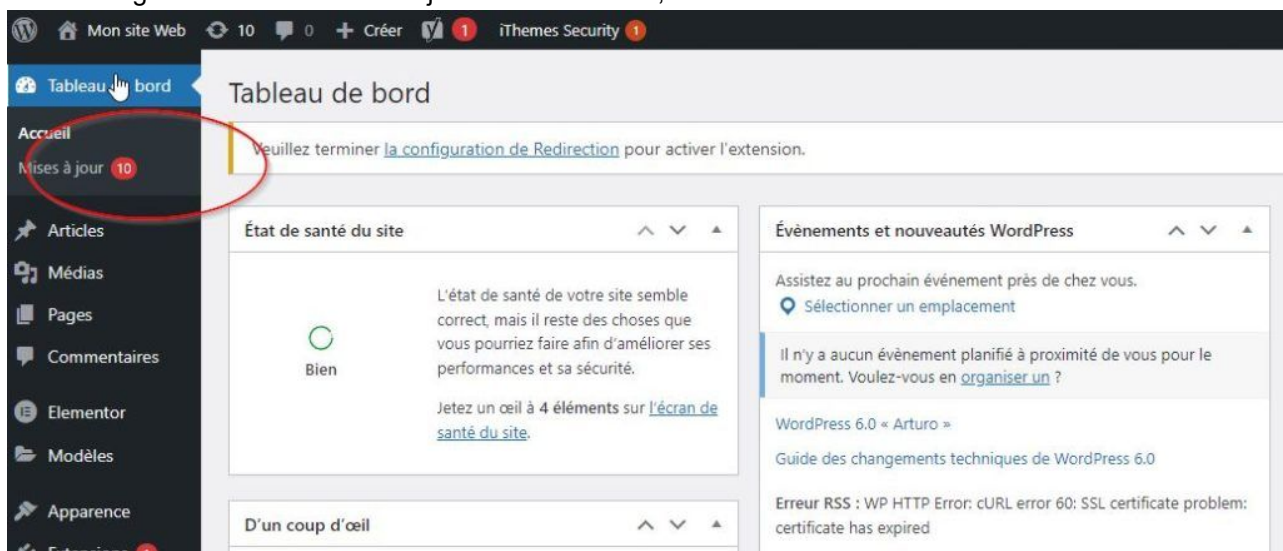 Mon site Web 10 0 + Créer 1 iThemes Security 1
Tableau bord
Accueil
Mises à jour 10
Articles
Médias
Pages
Commentaires
Elementor
Modèles
Apparence
Tableau de bord
Veuillez terminer la configuration de Redirection pour activer l'extension.
État de santé du site
Bien
L'état de santé de votre site semble
correct, mais il reste des choses que
vous pourriez faire afin d'améliorer ses
performances et sa sécurité.
Jetez un œil à 4 éléments sur l'écran de
santé du site.
D'un coup d'œil
Évènements et nouveautés WordPress
Assistez au prochain événement près de chez vous.
Sélectionner un emplacement
Il n'y a aucun évènement planifié à proximité de vous pour le
moment. Voulez-vous en organiser un ?
WordPress 6.0 « Arturo »
Guide des changements techniques de WordPress 6.0
Erreur RSS : WP HTTP Error: cURL error 60: SSL certificate problem:
certificate has expired